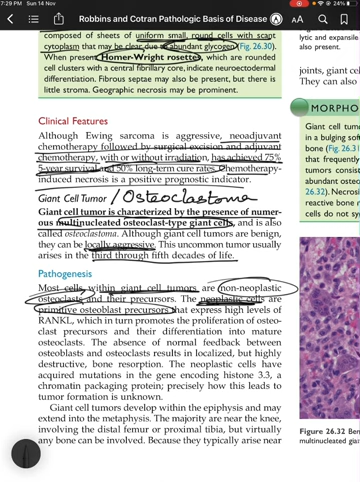 7:29 PM Sun 14 Nov
24%
Robbins and Cotran Pathologic Basis of Disease
AA
composed of sheets of uniform small, round cells with scant
cytoplasm that may be clear due to abundant glycogen (Fig. 26.30).
When present, Homer-Wright rosettes, which are rounded
cell clusters with a central fibrillary core, indicate neuroectodermal
differentiation. Fibrous septae may also be present, but there is
little stroma. Geographic necrosis may be prominent.
Clinical Features
Although Ewing sarcoma is aggressive, neoadjuvant
chemotherapy followed by surgical excision and adjuvant
chemotherapy, with or without irradiation, has achieved 75%
5-year survival and 50% long-term cure rates. Chemotherapy-
induced necrosis is a positive prognostic indicator.
Giant Cell Tumor / Osteoclastoma
Giant cell tumor is characterized by the presence of numer-
ous multinucleated osteoclast-type giant cells, and is also
called osteoclastoma. Although giant cell tumors are benign,
they can be locally aggressive. This uncommon tumor usually
arises in the third through fifth decades of life.
Pathogenesis
Most cells within giant cell tumors are non-neoplastic
osteoclasts and their precursors. The neoplastic cells are
primitive osteoblast precursors that express high levels of
RANKL, which in turn promotes the proliferation of osteo-
clast precursors and their differentiation into mature
osteoclasts. The absence of normal feedback between
osteoblasts and osteoclasts results in localized, but highly
destructive, bone resorption. The neoplastic cells have
acquired mutations in the gene encoding histone 3.3, a
chromatin packaging protein; precisely how this leads to
tumor formation is unknown.
Giant cell tumors develop within the epiphysis and may
extend into the metaphysis. The majority are near the knee,
involving the distal femur or proximal tibia, but virtually
any bone can be involved. Because they typically arise near
lytic and expansile
also present.
joints, giant cel
They can also
MORPHO
Giant cell tumo
in a bulging soft
bone (Fig. 26.31
that frequently
tumors consist
abundant osteo
26.32). Necrosi
reactive bone r
cells do not sy
Figure 26.32 Ben
multinucleated gia